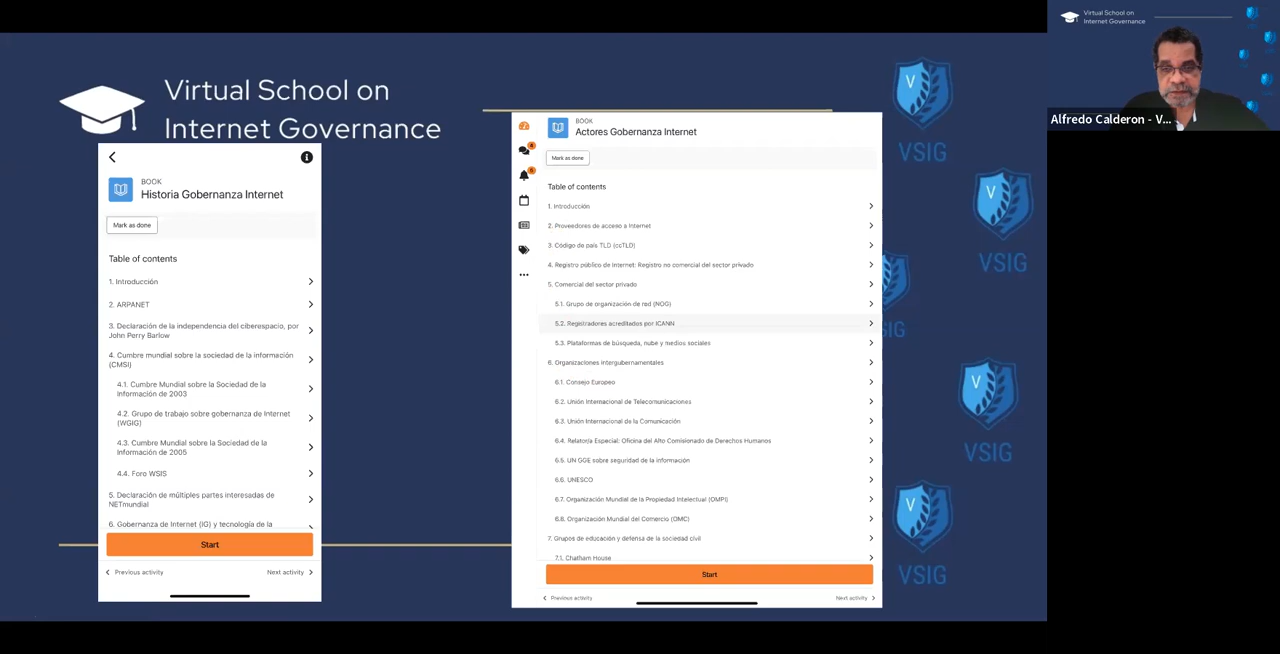 Virtual School on
Internet Governance
BOOK
Historia Gobernanza Internet
Mark as done
Table of contents
1. Introducción
2. ARPANET
3. Declaración de la independencia del ciberespacio, por
John Perry Barlow
4. Cumbre mundial sobre la sociedad de la información
(CMSI)
4.1. Cumbre Mundial sobre la Sociedad de la
Información de 2003
4.2. Grupo de trabajo sobre gobernanza de Internet
(WGIG)
4.3. Cumbre Mundial sobre la Sociedad de la
Información de 2005
4.4. Foro WSIS
5. Declaración de múltiples partes interesadas de
NETmundial
6. Gobernanza de Internet (IG) y tecnología de la
Start
Previous activity
Next activity
BOOK
Actores Gobernanza Internet
Mark as done
Table of contents
1. Introducción
2. Proveedores de acceso a Internet
3. Código de país TLD (ccTLD)
4. Registro público de Internet: Registro no comercial del sector privado
5. Comercial del sector privado
5.1. Grupo de organización de red (NOG)
5.2. Registradores acreditados por ICANN
5.3. Plataformas de búsqueda, nube y medios sociales
6. Organizaciones intergubernamentales
6.1. Consejo Europeo
6.2. Unión Internacional de Telecomunicaciones
6.3. Unión Internacional de la Comunicación
6.4. Relator/a Especial: Oficina del Alto Comisionado de Derechos Humanos
6.5. UN GGE sobre seguridad de la información
6.6. UNESCO
6.7. Organización Mundial de la Propiedad Intelectual (OMPI)
6.8. Organización Mundial del Comercio (OMC)
7. Grupos de educación y defensa de la sociedad civil
7.1. Chatham House
Start
Previous activity
Next activity
V
VSIG
V
VSIG
SIG
V
VSIG
V
VSIG
Virtual School on
Internet Governance
Alfredo Calderon - V...